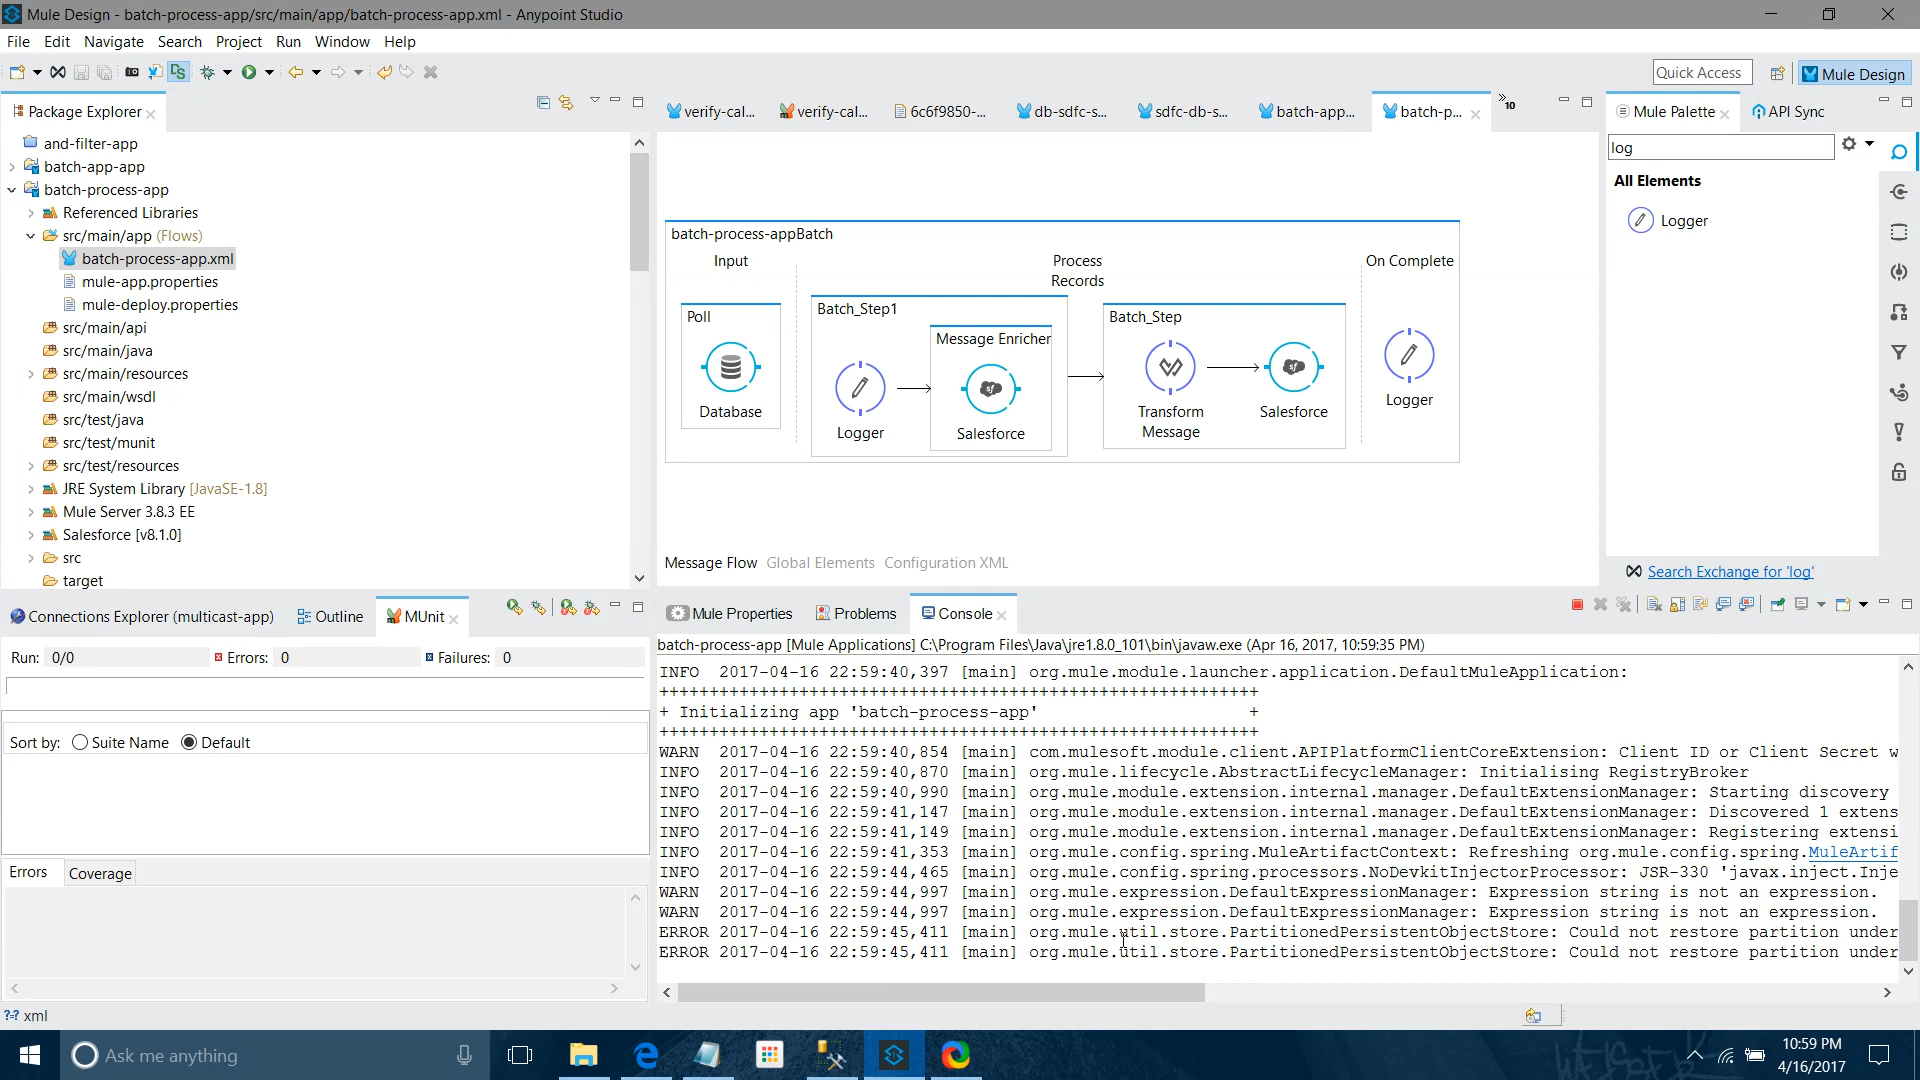 Mule Design - batch-process-app/src/main/app/batch-process-app.xml - Anypoint Studio
File Edit Navigate Search Project Run Window Help
Quick Access
Mule Design
Package Explorer
and-filter-app
batch-app-app
batch-process-app
Referenced Libraries
src/main/app (Flows)
batch-process-app.xml
mule-app.properties
mule-deploy.properties
src/main/api
src/main/java
src/main/resources
src/main/wsdl
src/test/java
src/test/munit
src/test/resources
JRE System Library [JavaSE-1.8]
Mule Server 3.8.3 EE
Salesforce [v8.1.0]
src
target
verify-cal... verify-cal... 6c6f9850-... db-sdfc-s... sdfc-db-s... batch-app... batch-p... »10
batch-process-appBatch
Input
Process
Records
On Complete
Poll
Database
Batch_Step1
Logger
Message Enricher
Salesforce
Batch_Step
Transform
Message
Salesforce
Logger
Message Flow Global Elements Configuration XML
Mule Palette API Sync
log
All Elements
Logger
Search Exchange for 'log'
Connections Explorer (multicast-app) Outline MUnit
Run: 0/0 Errors: 0 Failures: 0
Sort by: Suite Name Default
Errors Coverage
Mule Properties Problems Console
batch-process-app [Mule Applications] C:\Program Files\Java\jre1.8.0_101\bin\javaw.exe (Apr 16, 2017, 10:59:35 PM)
INFO 2017-04-16 22:59:40,397 [main] org.mule.module.launcher.application.DefaultMuleApplication:
++++++++++++++++++++++++++++++++++++++++++++++++++++++++++++
+ Initializing app 'batch-process-app' +
++++++++++++++++++++++++++++++++++++++++++++++++++++++++++++
WARN 2017-04-16 22:59:40,854 [main] com.mulesoft.module.client.APIPlatformClientCoreExtension: Client ID or Client Secret w
INFO 2017-04-16 22:59:40,870 [main] org.mule.lifecycle.AbstractLifecycleManager: Initialising RegistryBroker
INFO 2017-04-16 22:59:40,990 [main] org.mule.module.extension.internal.manager.DefaultExtensionManager: Starting discovery
INFO 2017-04-16 22:59:41,147 [main] org.mule.module.extension.internal.manager.DefaultExtensionManager: Discovered 1 extens
INFO 2017-04-16 22:59:41,149 [main] org.mule.module.extension.internal.manager.DefaultExtensionManager: Registering extensi
INFO 2017-04-16 22:59:41,353 [main] org.mule.config.spring.MuleArtifactContext: Refreshing org.mule.config.spring.MuleArtif
INFO 2017-04-16 22:59:44,465 [main] org.mule.config.spring.processors.NoDevkitInjectorProcessor: JSR-330 'javax.inject.Inje
WARN 2017-04-16 22:59:44,997 [main] org.mule.expression.DefaultExpressionManager: Expression string is not an expression.
WARN 2017-04-16 22:59:44,997 [main] org.mule.expression.DefaultExpressionManager: Expression string is not an expression.
ERROR 2017-04-16 22:59:45,411 [main] org.mule.util.store.PartitionedPersistentObjectStore: Could not restore partition under
ERROR 2017-04-16 22:59:45,411 [main] org.mule.util.store.PartitionedPersistentObjectStore: Could not restore partition under
xml
Ask me anything
10:59 PM
4/16/2017